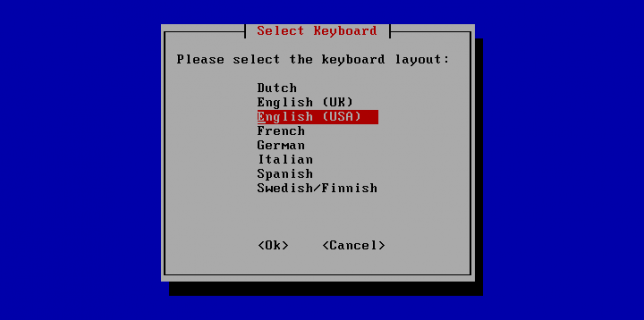 Select Keyboard
Please select the keyboard layout:
Dutch
English (UK)
English (USA)
French
German
Italian
Spanish
Swedish/Finnish
<Ok> <Cancel>